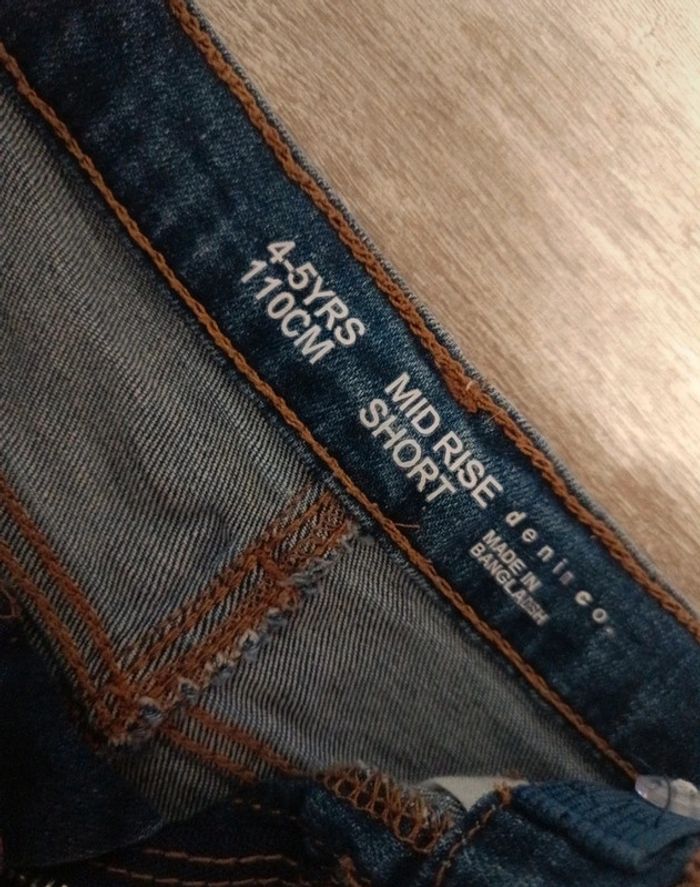 4-5YRS
110CM
MID RISE
SHORT
denim co.
MADE IN
BANGLADESH